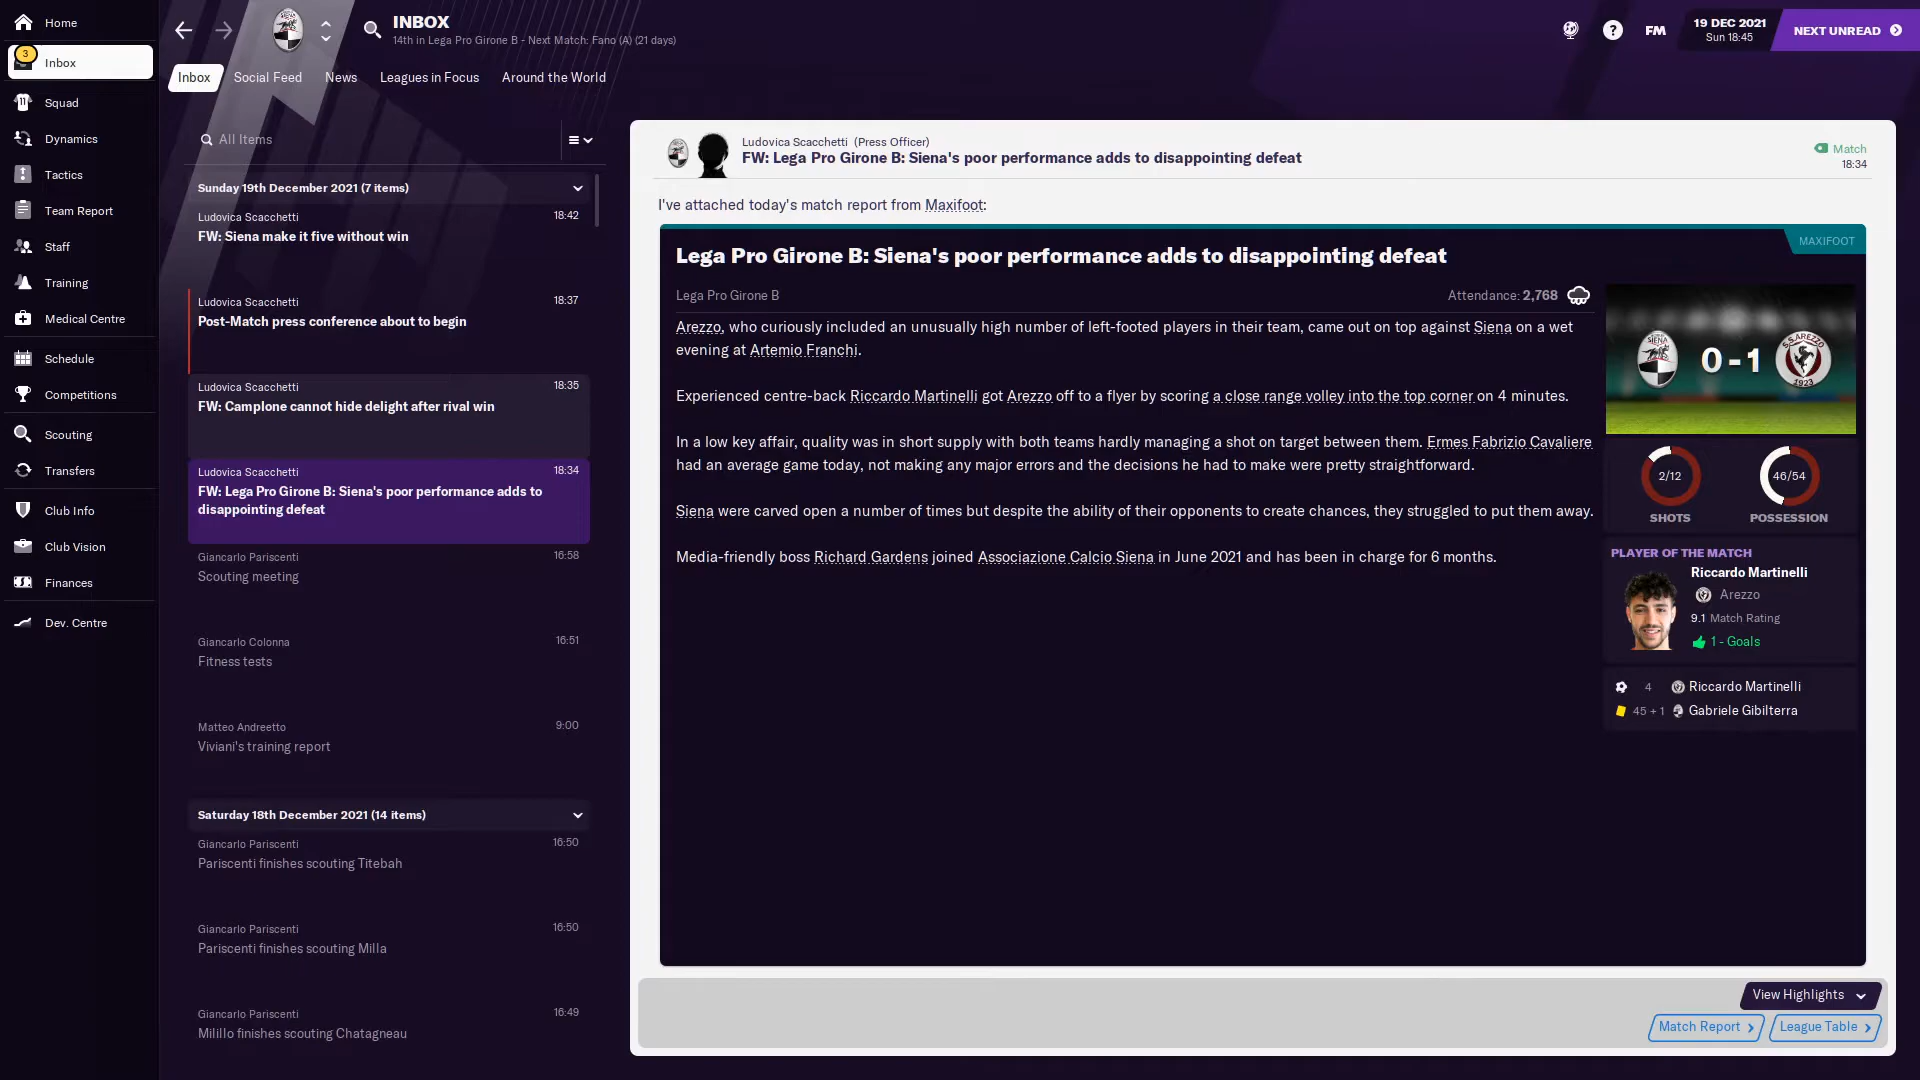 Home
3
Inbox
Squad
Dynamics
Tactics
Team Report
Staff
Training
Medical Centre
Schedule
Competitions
Scouting
Transfers
Club Info
Club Vision
Finances
Dev. Centre
INBOX
14th in Lega Pro Girone B - Next Match: Fano (A) (21 days)
FM
19 DEC 2021
Sun 18:45
NEXT UNREAD
Inbox
Social Feed
News
Leagues in Focus
Around the World
All Items
Sunday 19th December 2021 (7 items)
Ludovica Scacchetti 18:42
FW: Siena make it five without win
Ludovica Scacchetti 18:37
Post-Match press conference about to begin
Ludovica Scacchetti 18:35
FW: Camplone cannot hide delight after rival win
Ludovica Scacchetti 18:34
FW: Lega Pro Girone B: Siena's poor performance adds to
disappointing defeat
Giancarlo Pariscenti 16:58
Scouting meeting
Giancarlo Colonna 16:51
Fitness tests
Matteo Andreetto 9:00
Viviani's training report
Saturday 18th December 2021 (14 items)
Giancarlo Pariscenti 16:50
Pariscenti finishes scouting Titebah
Giancarlo Pariscenti 16:50
Pariscenti finishes scouting Milla
Giancarlo Pariscenti 16:49
Milillo finishes scouting Chatagneau
Ludovica Scacchetti (Press Officer)
FW: Lega Pro Girone B: Siena's poor performance adds to disappointing defeat
Match
18:34
I've attached today's match report from Maxifoot:
MAXIFOOT
Lega Pro Girone B: Siena's poor performance adds to disappointing defeat
Lega Pro Girone B
Attendance: 2,768
Arezzo, who curiously included an unusually high number of left-footed players in their team, came out on top against Siena on a wet
evening at Artemio Franchi.
Experienced centre-back Riccardo Martinelli got Arezzo off to a flyer by scoring a close range volley into the top corner on 4 minutes.
In a low key affair, quality was in short supply with both teams hardly managing a shot on target between them. Ermes Fabrizio Cavaliere
had an average game today, not making any major errors and the decisions he had to make were pretty straightforward.
Siena were carved open a number of times but despite the ability of their opponents to create chances, they struggled to put them away.
Media-friendly boss Richard Gardens joined Associazione Calcio Siena in June 2021 and has been in charge for 6 months.
SIENA
0 - 1
S.S. AREZZO
1923
2/12
SHOTS
46/54
POSSESSION
PLAYER OF THE MATCH
Riccardo Martinelli
Arezzo
9.1 Match Rating
1 - Goals
4 Riccardo Martinelli
45 + 1 Gabriele Gibilterra
View Highlights
Match Report
League Table